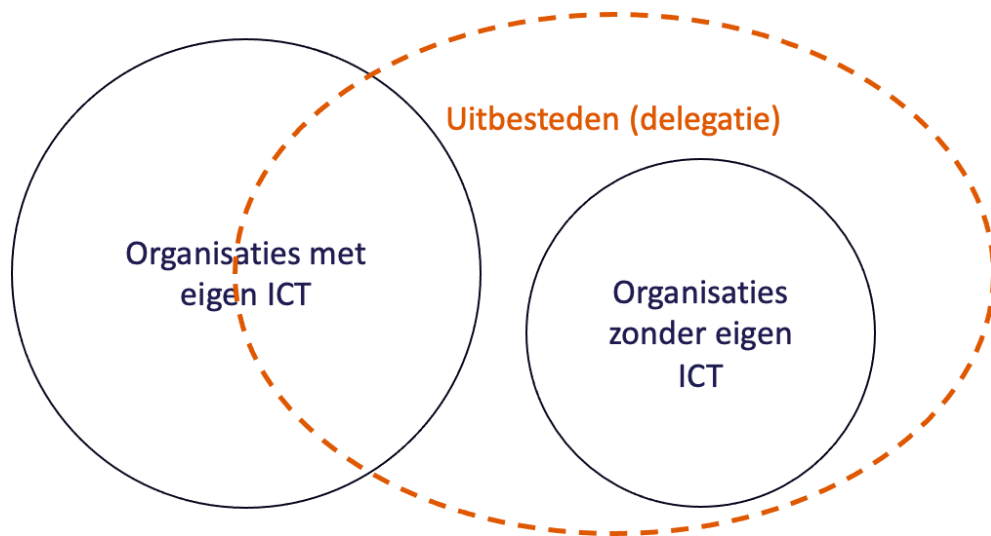 Uitbesteden (delegatie)
Organisaties met
eigen ICT
Organisaties
zonder eigen
ICT